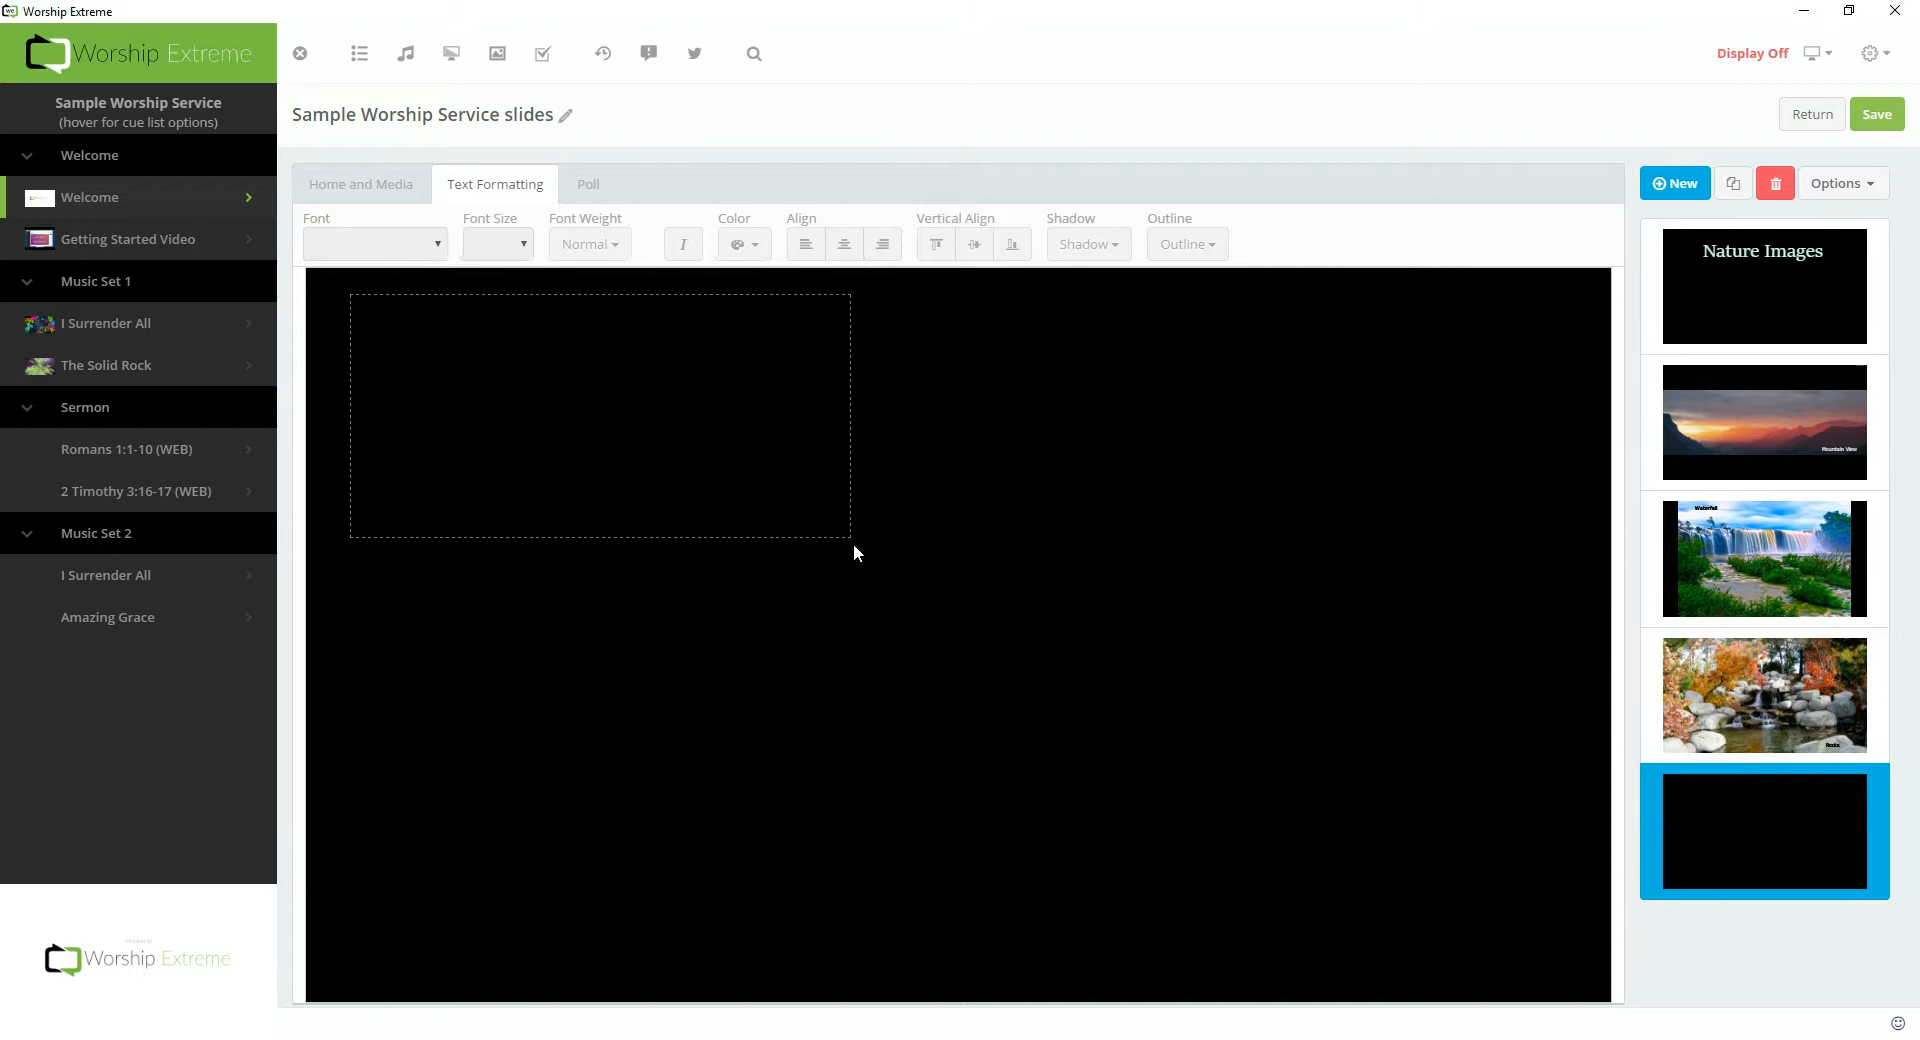 Worship Extreme
Worship Extreme
Display Off
Sample Worship Service
(hover for cue list options)
Sample Worship Service slides
Return
Save
Welcome
Welcome
Getting Started Video
Music Set 1
I Surrender All
The Solid Rock
Sermon
Romans 1:1-10 (WEB)
2 Timothy 3:16-17 (WEB)
Music Set 2
I Surrender All
Amazing Grace
Worship Extreme
Home and Media
Text Formatting
Poll
Font
Font Size
Font Weight
Color
Align
Vertical Align
Shadow
Outline
Normal
I
Shadow
Outline
New
Options
Nature Images
Mountain View
Waterfall
Rocks